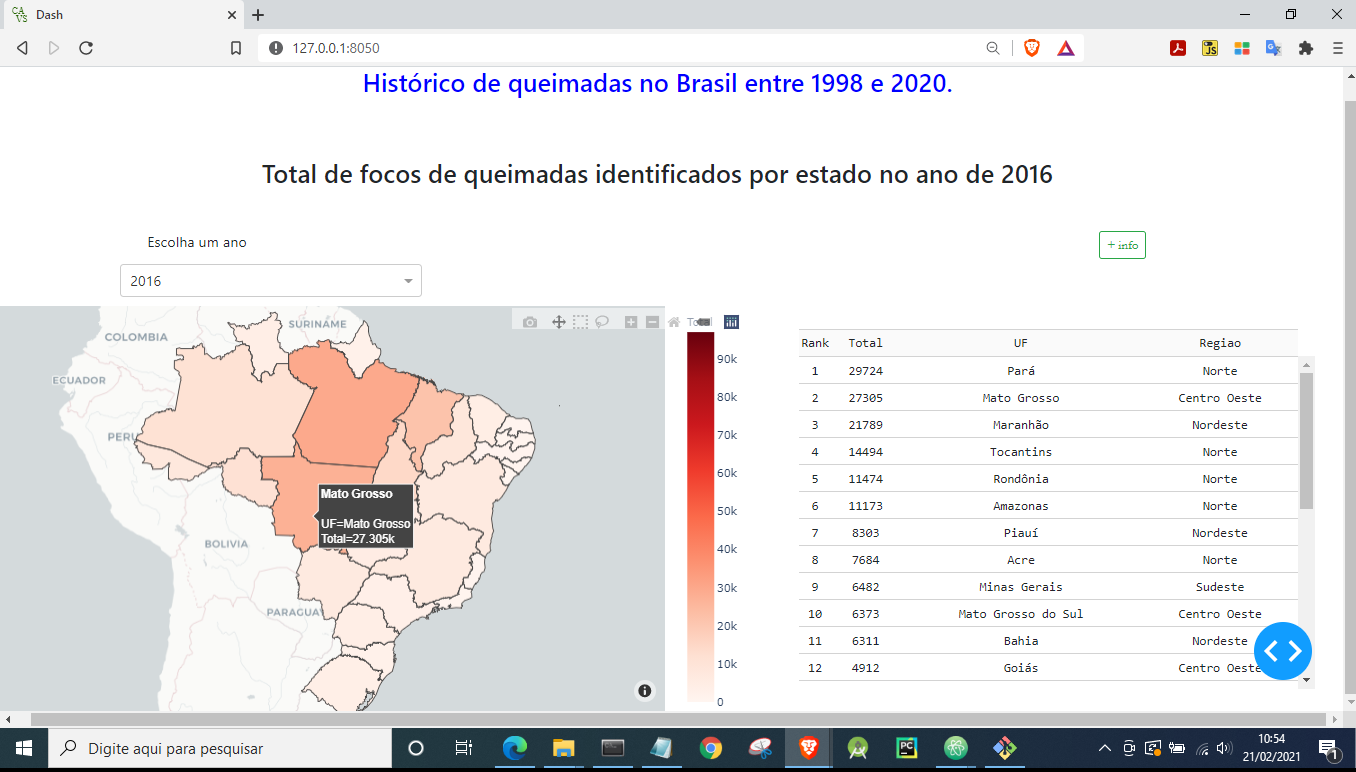 Dash
127.0.0.1:8050
Histórico de queimadas no Brasil entre 1998 e 2020.
Total de focos de queimadas identificados por estado no ano de 2016
Escolha um ano
+ info
2016
SURINAME
COLOMBIA
ECUADOR
PERU
BOLIVIA
PARAGUAY
Mato Grosso
UF=Mato Grosso
Total=27.305k
90k
80k
70k
60k
50k
40k
30k
20k
10k
0
Rank Total UF Regiao
1 29724 Pará Norte
2 27305 Mato Grosso Centro Oeste
3 21789 Maranhão Nordeste
4 14494 Tocantins Norte
5 11474 Rondônia Norte
6 11173 Amazonas Norte
7 8303 Piauí Nordeste
8 7684 Acre Norte
9 6482 Minas Gerais Sudeste
10 6373 Mato Grosso do Sul Centro Oeste
11 6311 Bahia Nordeste
12 4912 Goiás Centro Oeste
Digite aqui para pesquisar
PC
10:54
21/02/2021
1